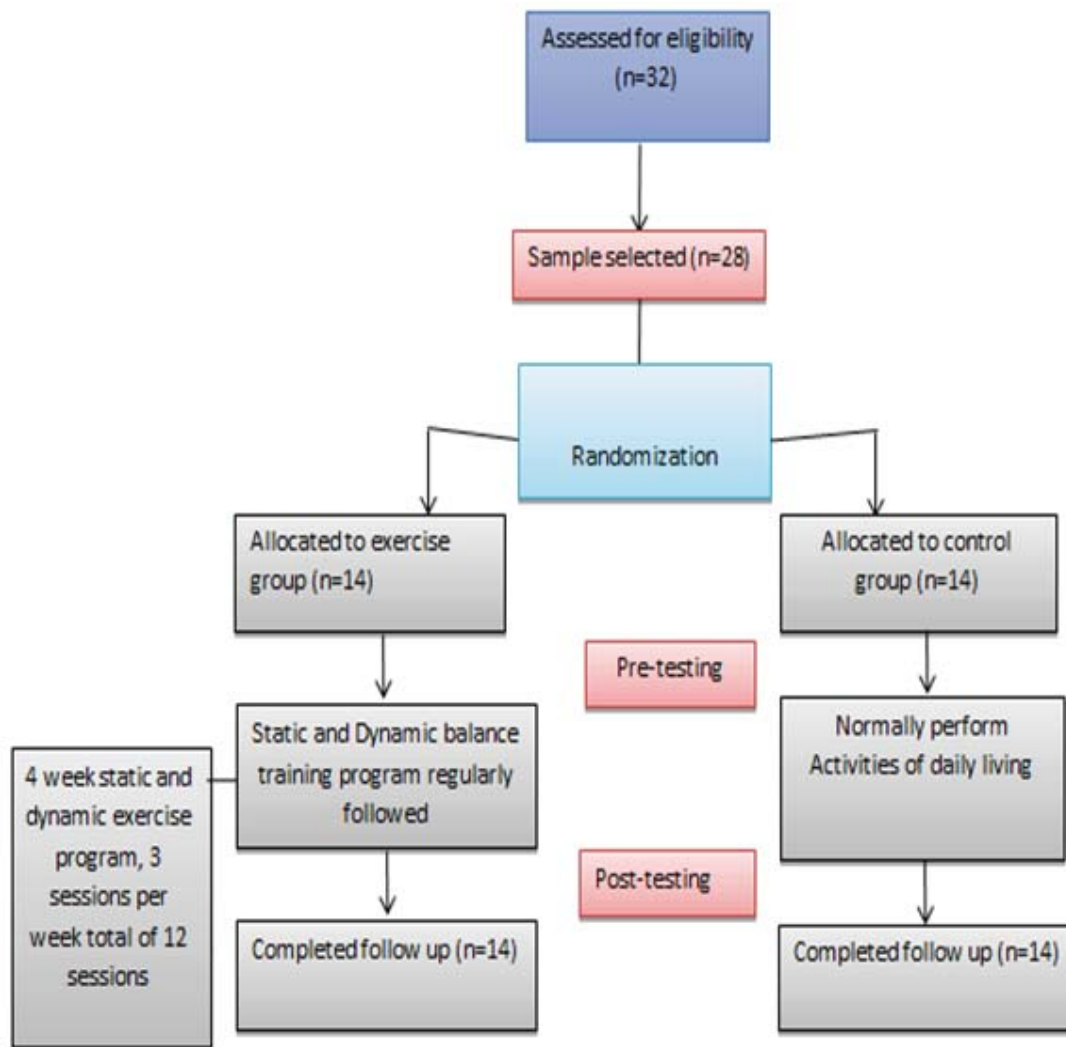 Assessed for eligibility
(n=32)
Sample selected (n=28)
Randomization
Allocated to exercise
group (n=14)
Allocated to control
group (n=14)
Pre-testing
Static and Dynamic balance
training program regularly
followed
Normally perform
Activities of daily living
4 week static and
dynamic exercise
program, 3
sessions per
week total of 12
sessions
Post-testing
Completed follow up (n=14)
Completed follow up (n=14)